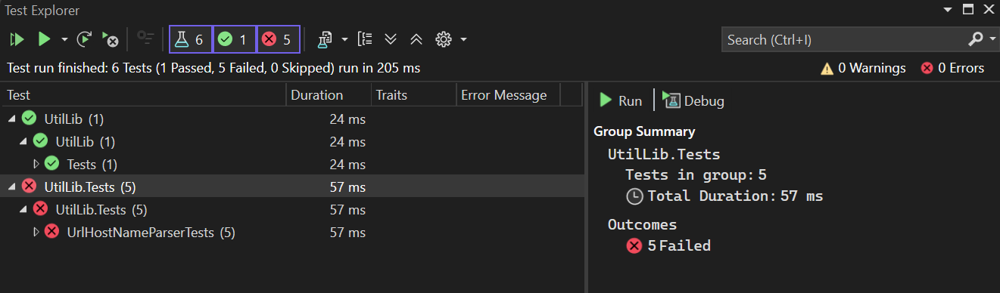 Test Explorer
6 1 5 Search (Ctrl+I)
Test run finished: 6 Tests (1 Passed, 5 Failed, 0 Skipped) run in 205 ms 0 Warnings 0 Errors
Test Duration Traits Error Message
UtilLib (1) 24 ms
UtilLib (1) 24 ms
Tests (1) 24 ms
UtilLib.Tests (5) 57 ms
UtilLib.Tests (5) 57 ms
UrlHostNameParserTests (5) 57 ms
Run Debug
Group Summary
UtilLib.Tests
Tests in group: 5
Total Duration: 57 ms
Outcomes
5 Failed